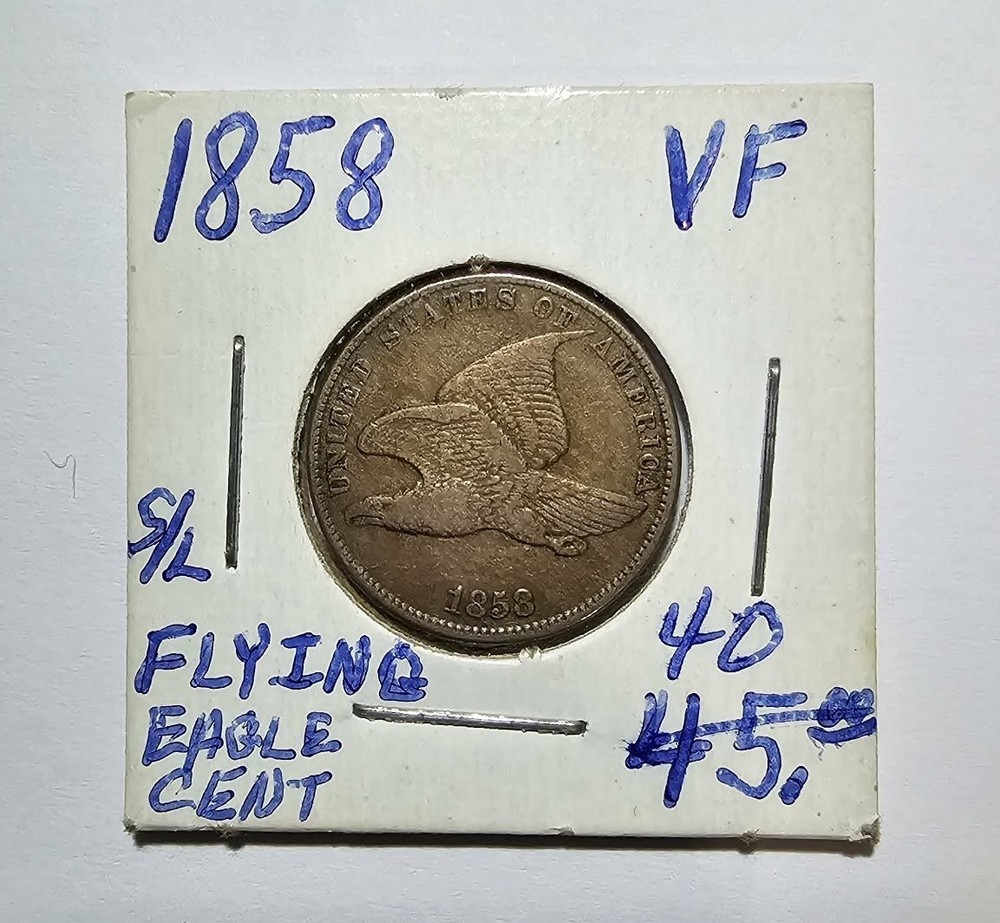 1858 VF
UNITED STATES OF AMERICA
1858
S/L
FLYING
EAGLE
CENT
40
45.00